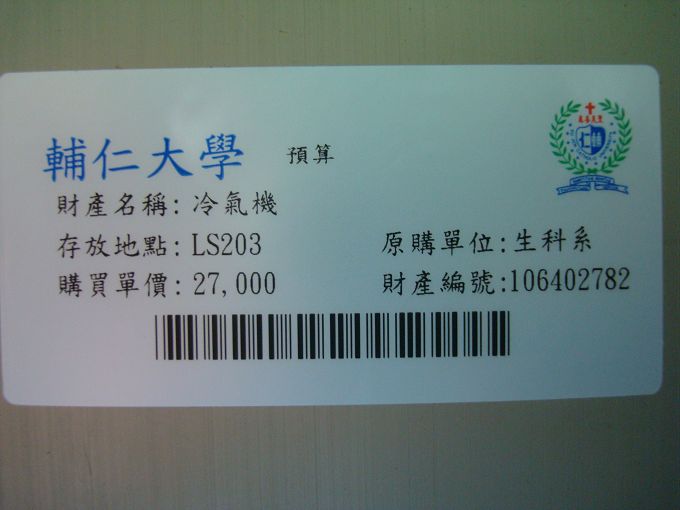 輔仁大學 預算
財產名稱: 冷氣機
存放地點: LS203 原購單位: 生科系
購買單價: 27,000 財產編號:106402782